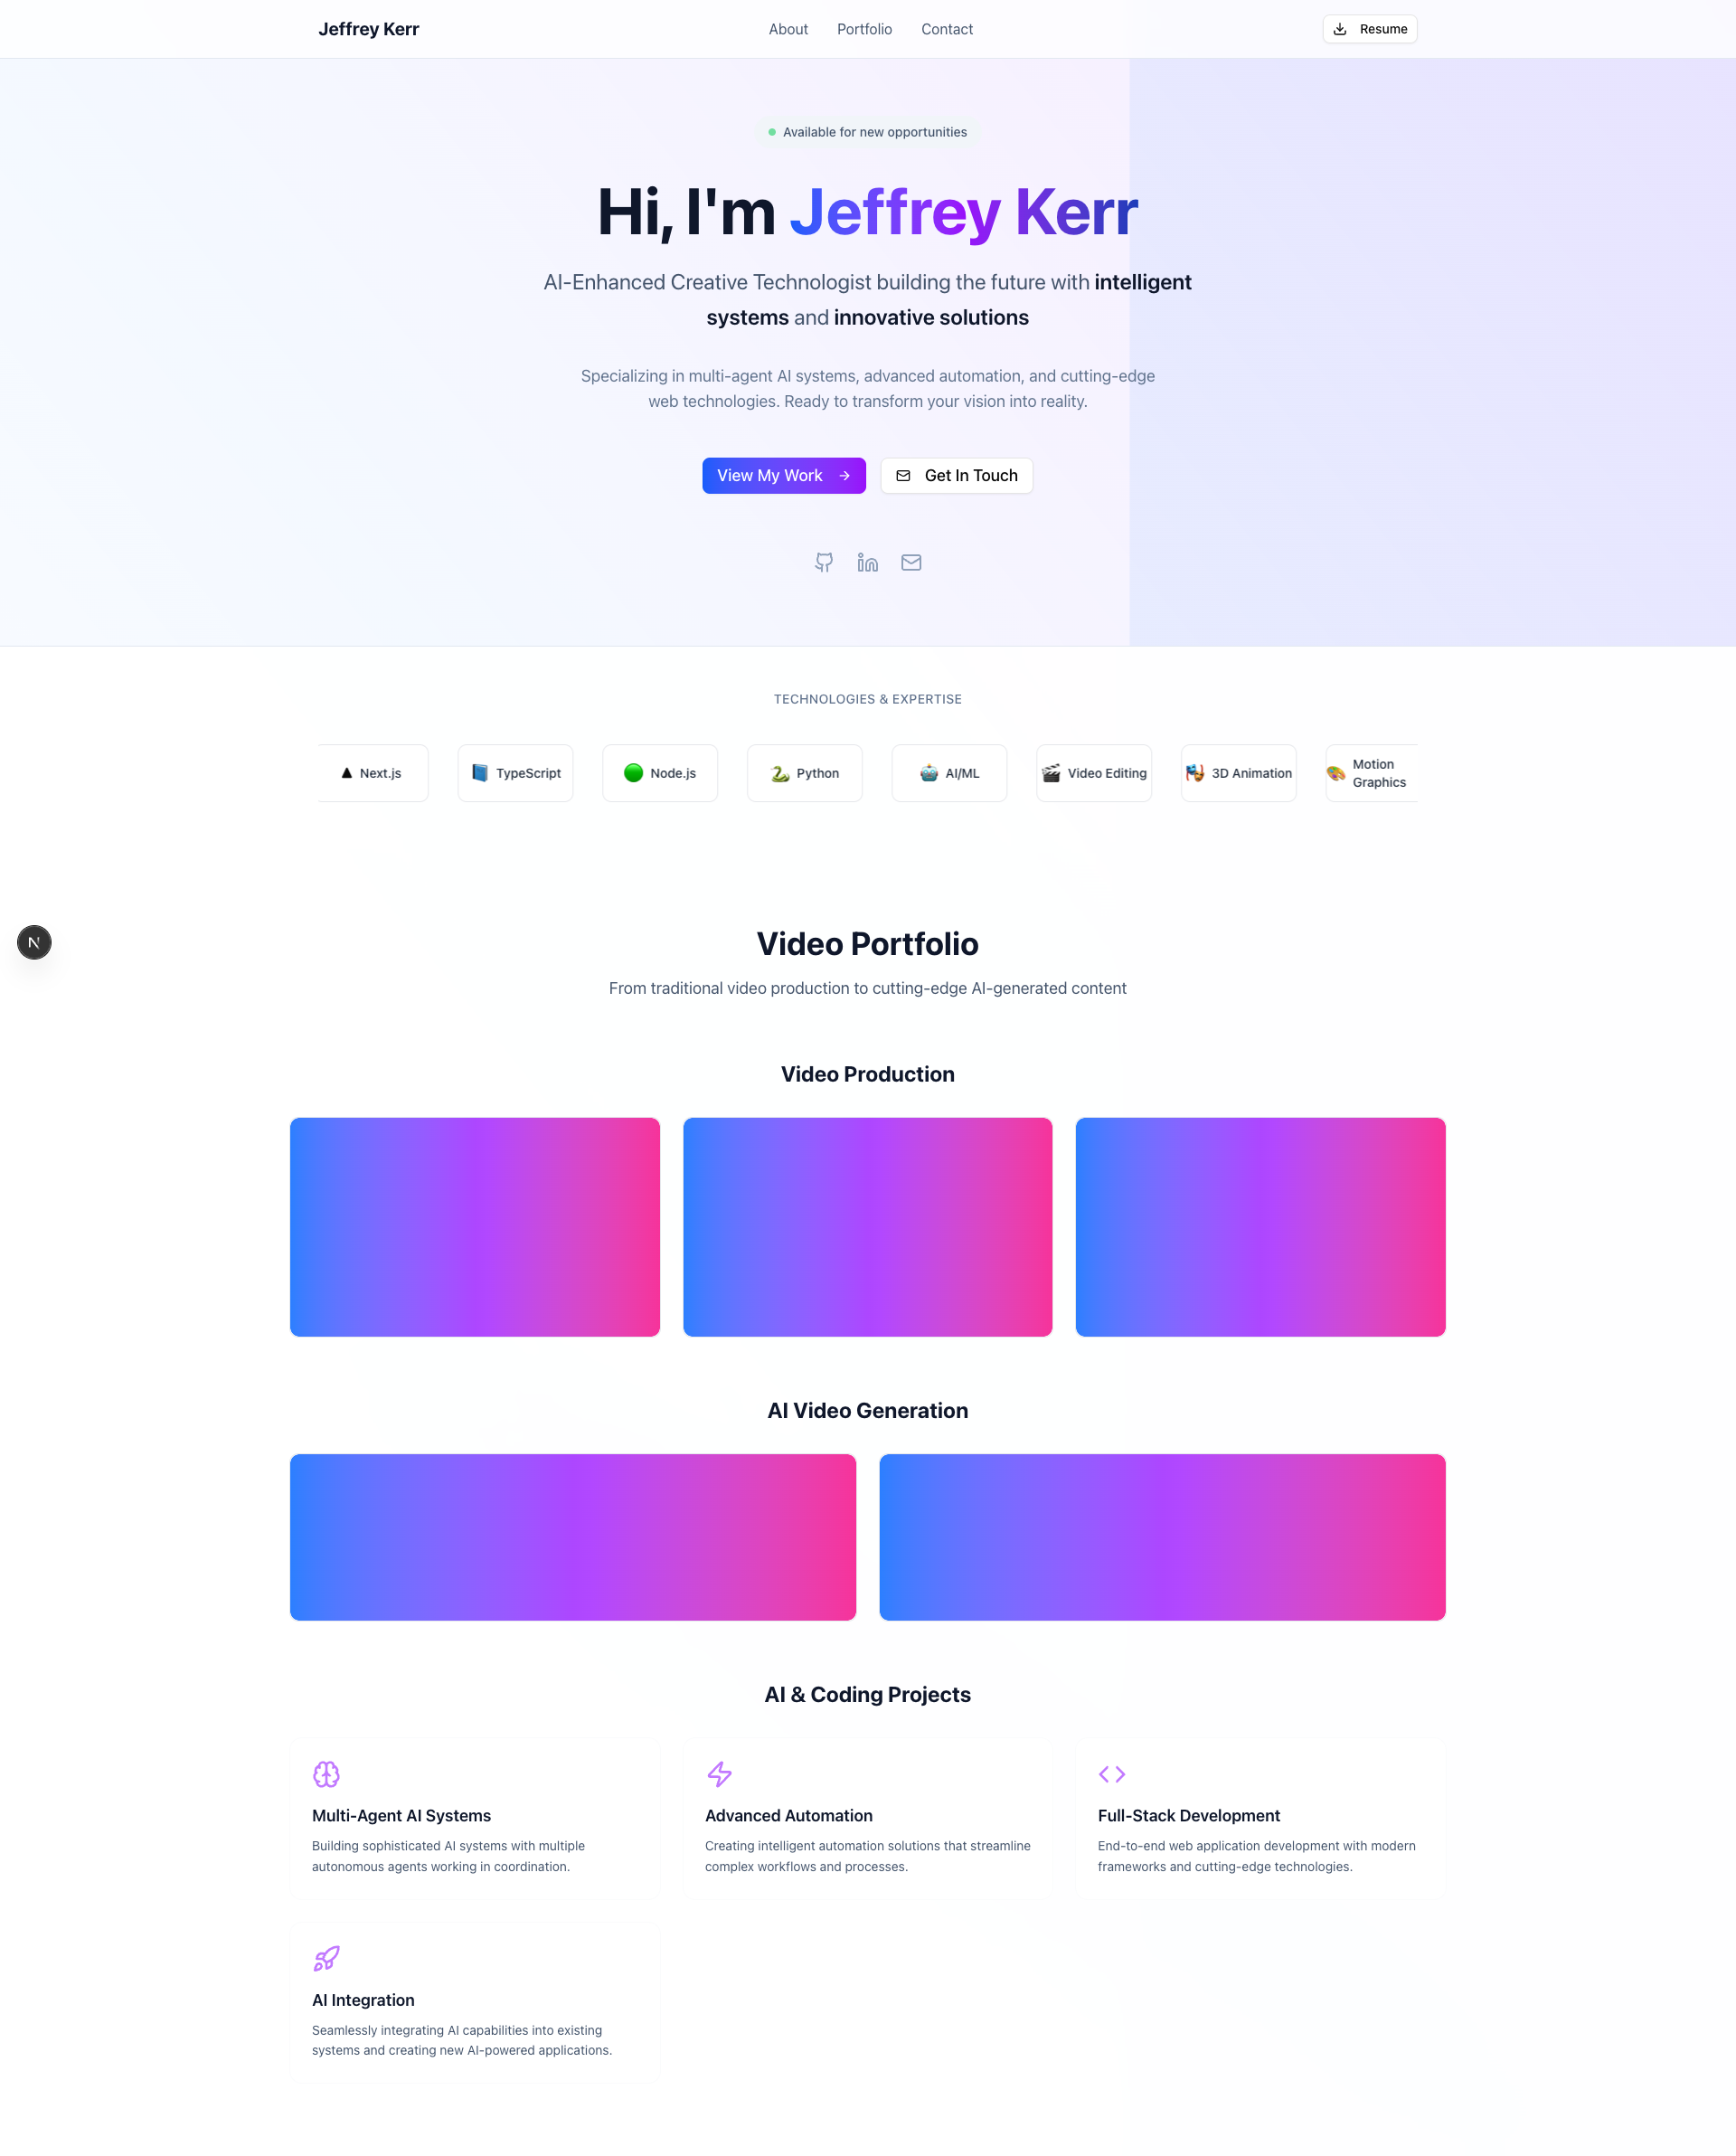 Jeffrey Kerr
About
Portfolio
Contact
Resume
Available for new opportunities
Hi, I'm Jeffrey Kerr
AI-Enhanced Creative Technologist building the future with intelligent
systems and innovative solutions
Specializing in multi-agent AI systems, advanced automation, and cutting-edge
web technologies. Ready to transform your vision into reality.
View My Work
Get In Touch
TECHNOLOGIES & EXPERTISE
Next.js
TypeScript
Node.js
Python
AI/ML
Video Editing
3D Animation
Motion
Graphics
N
Video Portfolio
From traditional video production to cutting-edge AI-generated content
Video Production
AI Video Generation
AI & Coding Projects
Multi-Agent AI Systems
Building sophisticated AI systems with multiple
autonomous agents working in coordination.
Advanced Automation
Creating intelligent automation solutions that streamline
complex workflows and processes.
Full-Stack Development
End-to-end web application development with modern
frameworks and cutting-edge technologies.
AI Integration
Seamlessly integrating AI capabilities into existing
systems and creating new AI-powered applications.